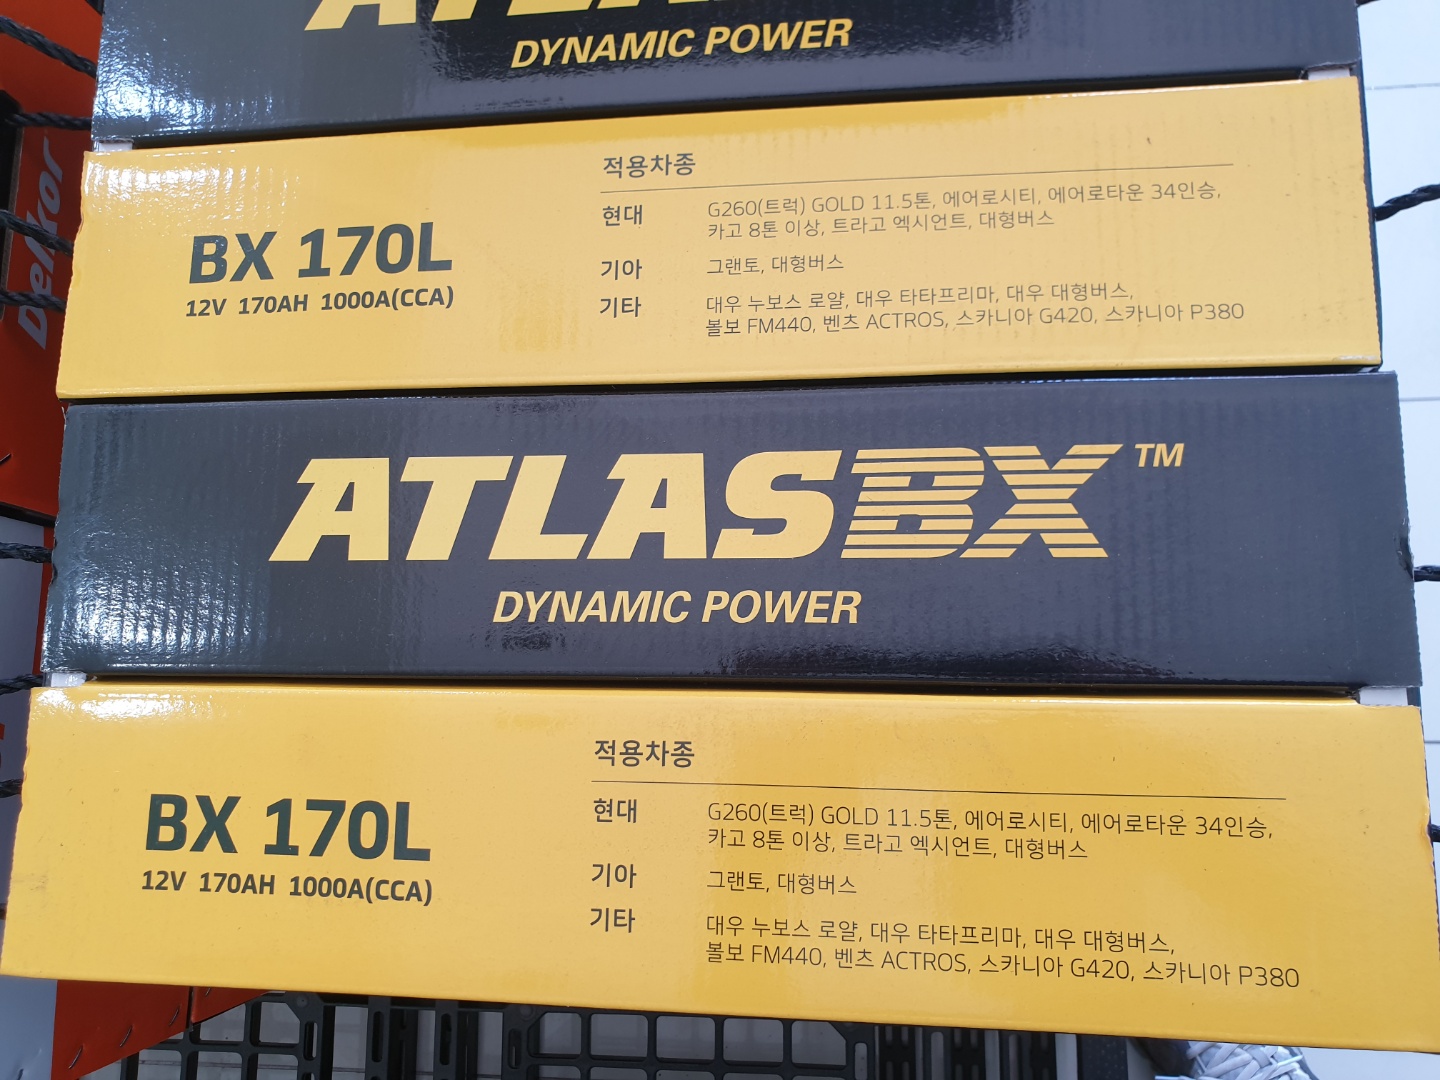 ATLAS
DYNAMIC POWER
적용차종
현대 G260(트럭) GOLD 11.5톤, 에어로시티, 에어로타운 34인승,
카고 8톤 이상, 트라고 엑시언트, 대형버스
BX 170L
12V 170AH 1000A(CCA)
기아 그랜토, 대형버스
기타 대우 누보스 로얄, 대우 타타프리마, 대우 대형버스,
볼보 FM440, 벤츠 ACTROS, 스카니아 G420, 스카니아 P380
Delkor
ATLASBX™
DYNAMIC POWER
적용차종
현대 G260(트럭) GOLD 11.5톤, 에어로시티, 에어로타운 34인승,
카고 8톤 이상, 트라고 엑시언트, 대형버스
BX 170L
12V 170AH 1000A(CCA)
기아 그랜토, 대형버스
기타 대우 누보스 로얄, 대우 타타프리마, 대우 대형버스,
볼보 FM440, 벤츠 ACTROS, 스카니아 G420, 스카니아 P380